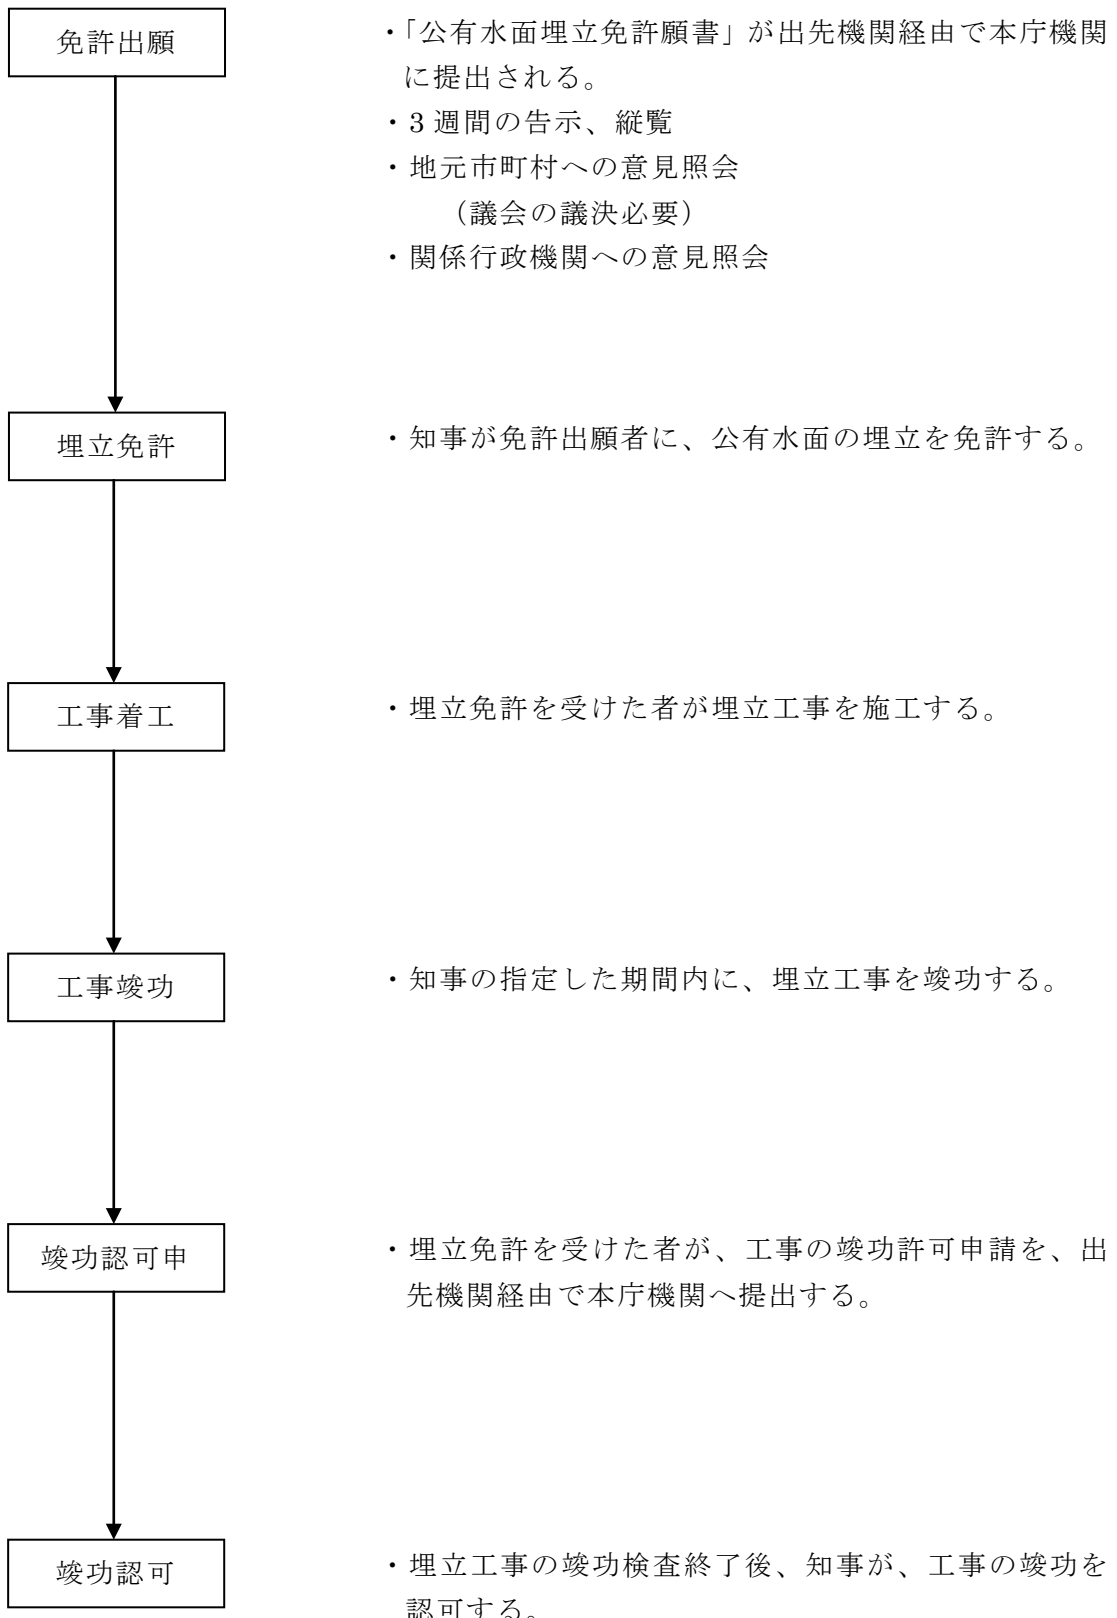 免許出願
・「公有水面埋立免許願書」が出先機関経由で本庁機関
に提出される。
・3週間の告示、縦覧
・地元市町村への意見照会
（議会の議決必要）
・関係行政機関への意見照会
埋立免許
・知事が免許出願者に、公有水面の埋立を免許する。
工事着工
・埋立免許を受けた者が埋立工事を施工する。
工事竣功
・知事の指定した期間内に、埋立工事を竣功する。
竣功認可申
・埋立免許を受けた者が、工事の竣功許可申請を、出
先機関経由で本庁機関へ提出する。
竣功認可
・埋立工事の竣功検査終了後、知事が、工事の竣功を
認可する。